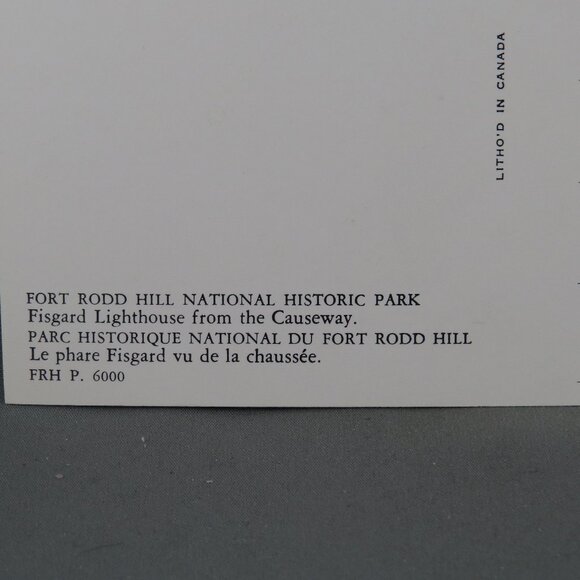 LITHO'D IN CANADA
FORT RODD HILL NATIONAL HISTORIC PARK
Fisgard Lighthouse from the Causeway.
PARC HISTORIQUE NATIONAL DU FORT RODD HILL
Le phare Fisgard vu de la chaussée.
FRH P. 6000